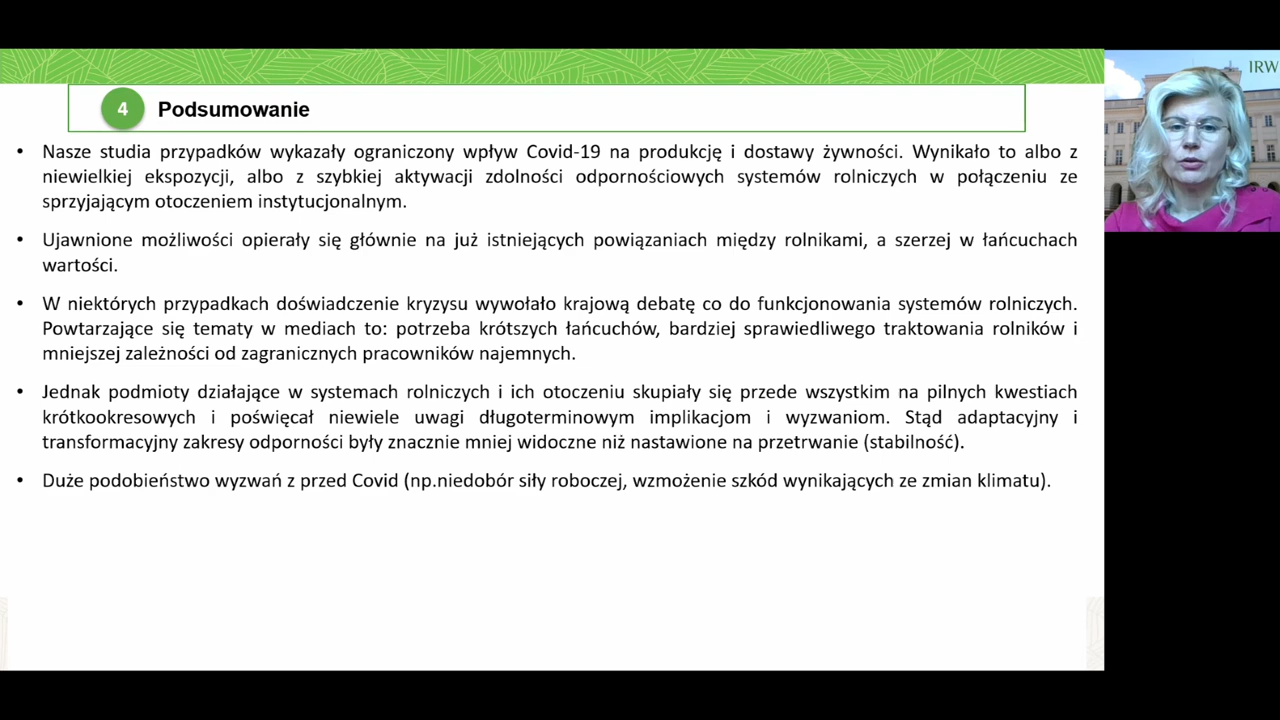 4 Podsumowanie
• Nasze studia przypadków wykazały ograniczony wpływ Covid-19 na produkcję i dostawy żywności. Wynikało to albo z
niewielkiej ekspozycji, albo z szybkiej aktywacji zdolności odpornościowych systemów rolniczych w połączeniu ze
sprzyjającym otoczeniem instytucjonalnym.
• Ujawnione możliwości opierały się głównie na już istniejących powiązaniach między rolnikami, a szerzej w łańcuchach
wartości.
• W niektórych przypadkach doświadczenie kryzysu wywołało krajową debatę co do funkcjonowania systemów rolniczych.
Powtarzające się tematy w mediach to: potrzeba krótszych łańcuchów, bardziej sprawiedliwego traktowania rolników i
mniejszej zależności od zagranicznych pracowników najemnych.
• Jednak podmioty działające w systemach rolniczych i ich otoczeniu skupiały się przede wszystkim na pilnych kwestiach
krótkookresowych i poświęcał niewiele uwagi długoterminowym implikacjom i wyzwaniom. Stąd adaptacyjny i
transformacyjny zakresy odporności były znacznie mniej widoczne niż nastawione na przetrwanie (stabilność).
• Duże podobieństwo wyzwań z przed Covid (np.niedobór siły roboczej, wzmożenie szkód wynikających ze zmian klimatu).
IRW